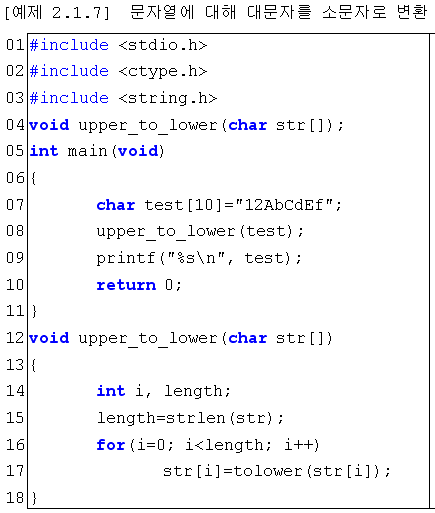 [예제 2.1.7]  문자열에 대해 대문자를 소문자로 변환
01 #include <stdio.h>
02 #include <ctype.h>
03 #include <string.h>
04 void upper_to_lower(char str[]);
05 int main(void)
06 {
07        char test[10]="12AbCdEf";
08        upper_to_lower(test);
09        printf("%s\n", test);
10        return 0;
11 }
12 void upper_to_lower(char str[])
13 {
14        int i, length;
15        length=strlen(str);
16        for(i=0; i<length; i++)
17               str[i]=tolower(str[i]);
18 }